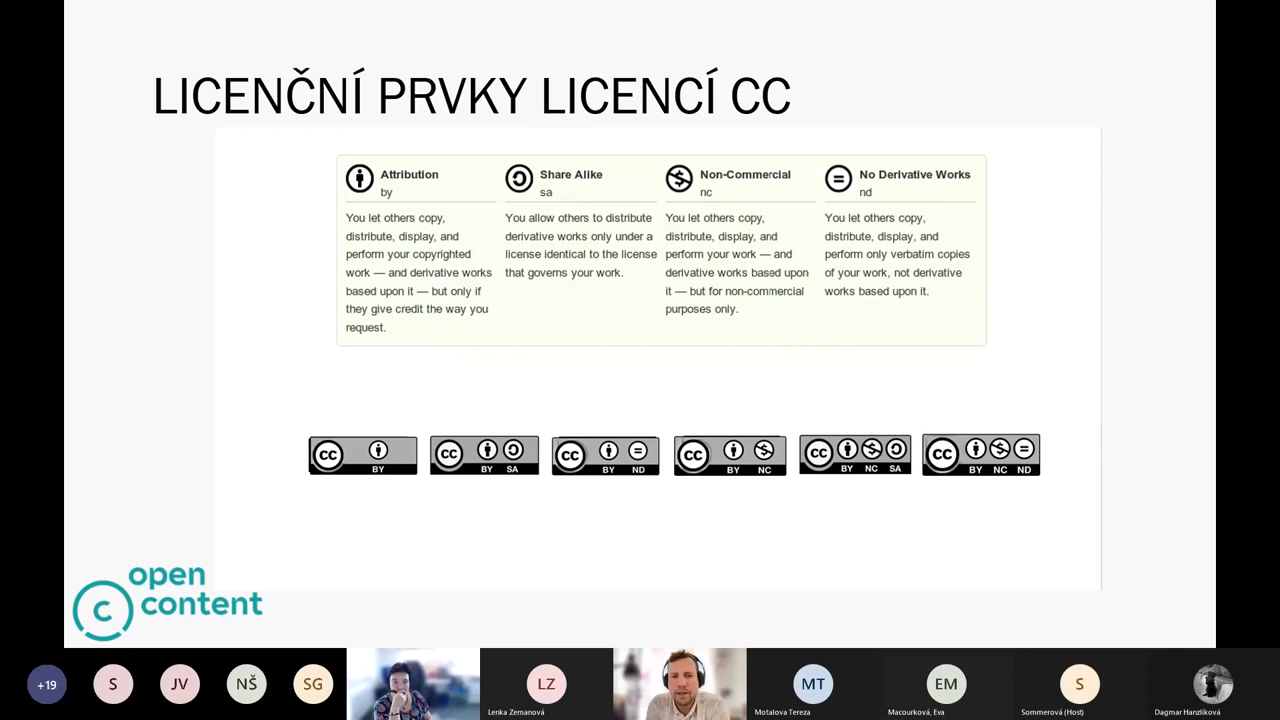 LICENČNÍ PRVKY LICENCÍ CC
Attribution
by
You let others copy,
distribute, display, and
perform your copyrighted
work — and derivative works
based upon it — but only if
they give credit the way you
request.
Share Alike
sa
You allow others to distribute
derivative works only under a
license identical to the license
that governs your work.
Non-Commercial
nc
You let others copy,
distribute, display, and
perform your work — and
derivative works based upon
it — but for non-commercial
purposes only.
No Derivative Works
nd
You let others copy,
distribute, display, and
perform only verbatim copies
of your work, not derivative
works based upon it.
cc BY
cc BY SA
cc BY ND
cc BY NC
cc BY NC SA
cc BY NC ND
c open
content
+19
S
JV
NŠ
SG
LZ
Lenka Zemanová
MT
Motalova Tereza
EM
Macourková, Eva
S
Sommerová (Host)
Dagmar Hanzlíková